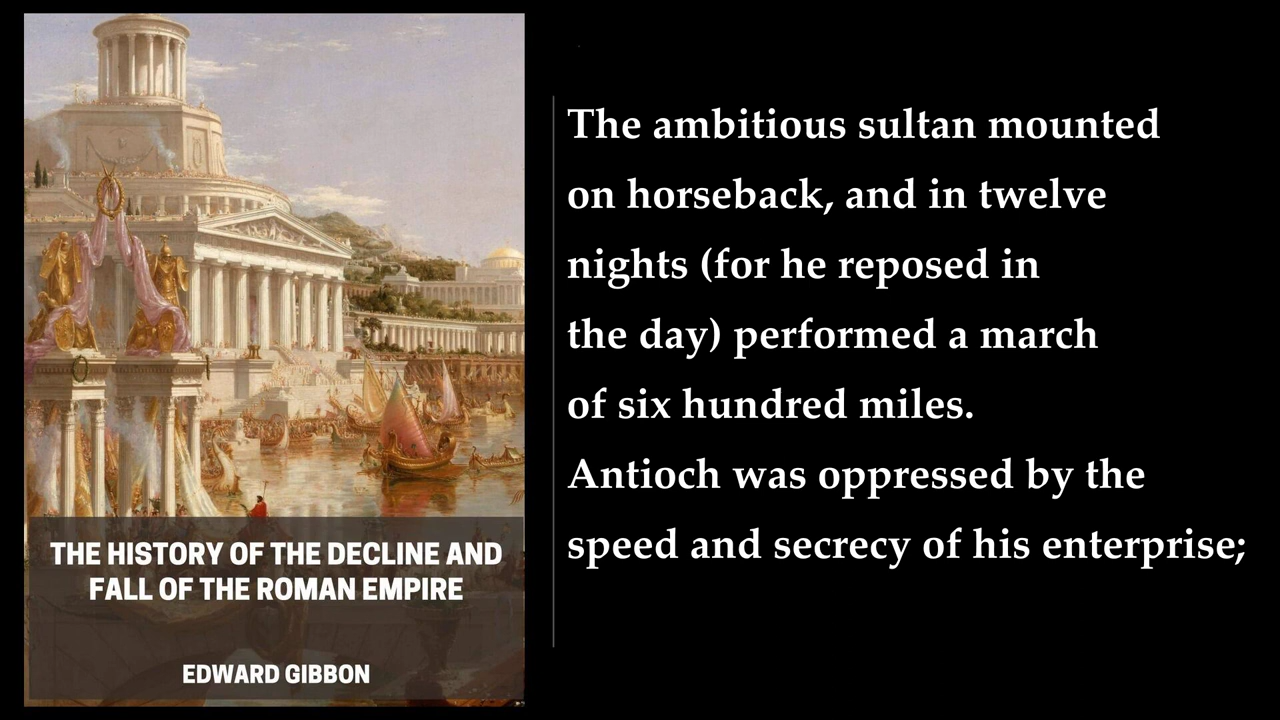 THE HISTORY OF THE DECLINE AND
FALL OF THE ROMAN EMPIRE
EDWARD GIBBON
The ambitious sultan mounted
on horseback, and in twelve
nights (for he reposed in
the day) performed a march
of six hundred miles.
Antioch was oppressed by the
speed and secrecy of his enterprise;